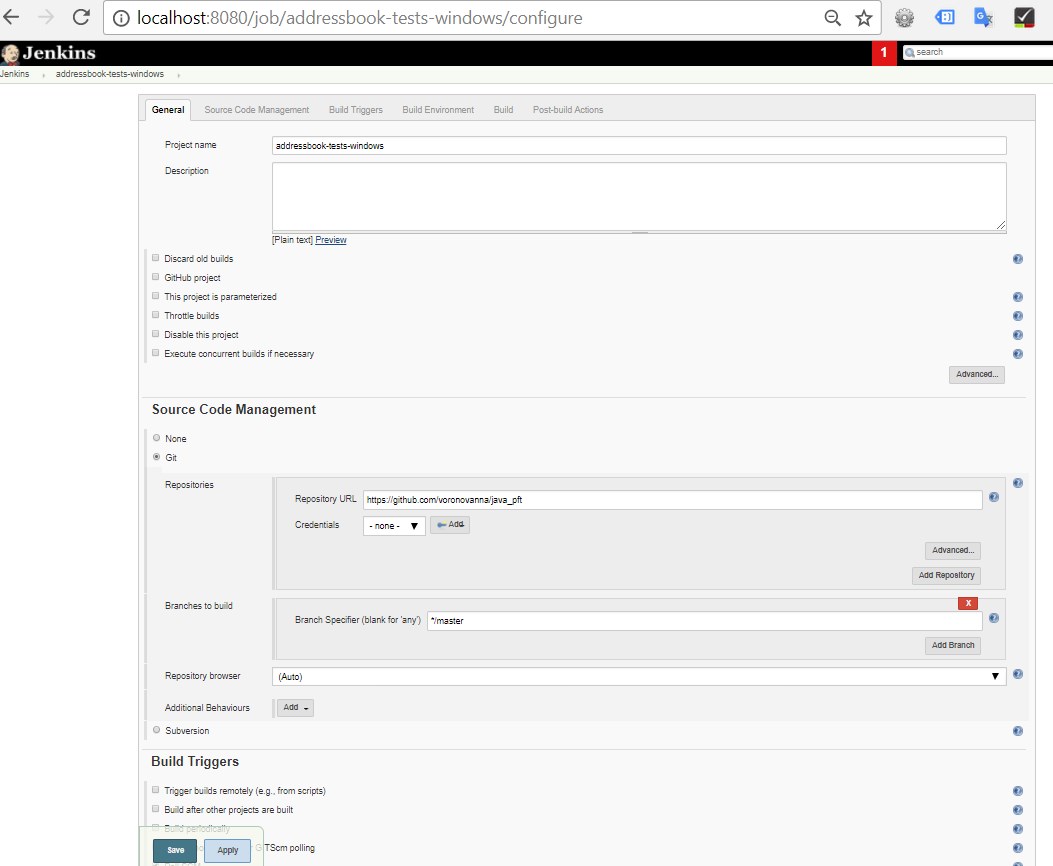 localhost:8080/job/addressbook-tests-windows/configure
Jenkins
1
search
Jenkins
addressbook-tests-windows
General
Source Code Management
Build Triggers
Build Environment
Build
Post-build Actions
Project name
addressbook-tests-windows
Description
[Plain text] Preview
Discard old builds
GitHub project
This project is parameterized
Throttle builds
Disable this project
Execute concurrent builds if necessary
Advanced...
Source Code Management
None
Git
Repositories
Repository URL
https://github.com/voronovanna/java_pft
Credentials
- none -
Add
Advanced...
Add Repository
Branches to build
X
Branch Specifier (blank for 'any')
*/master
Add Branch
Repository browser
(Auto)
Additional Behaviours
Add
Subversion
Build Triggers
Trigger builds remotely (e.g., from scripts)
Build after other projects are built
Build periodically
GITScm polling
Save
Apply